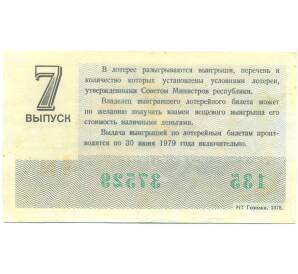 7
ВЫПУСК
В лотерее разыгрываются выигрыши, перечень и
количество которых установлены условиями лотереи,
утвержденными Советом Министров республики.
Владелец выигравшего лотерейного билета может
по желанию получить взамен вещевого выигрыша его
стоимость наличными деньгами.
Выдача выигрышей по лотерейным билетам произ-
водится по 30 июня 1979 года включительно.
135 37529
МТ Гознака. 1978.